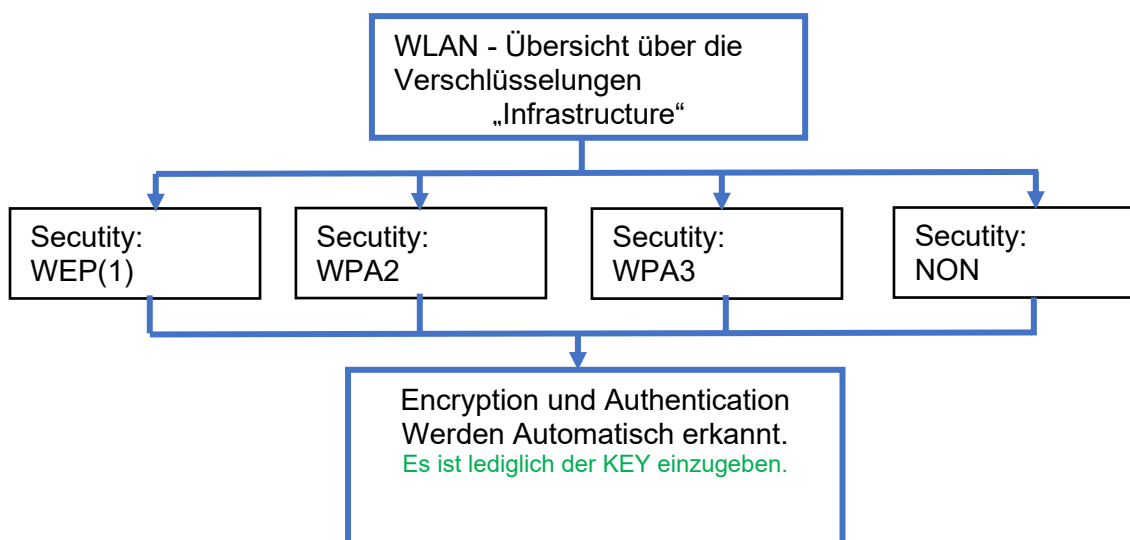 WLAN - Übersicht über die
Verschlüsselungen
„Infrastructure“
Secutity:
WEP(1)
Secutity:
WPA2
Secutity:
WPA3
Secutity:
NON
Encryption und Authentication
Werden Automatisch erkannt.
Es ist lediglich der KEY einzugeben.